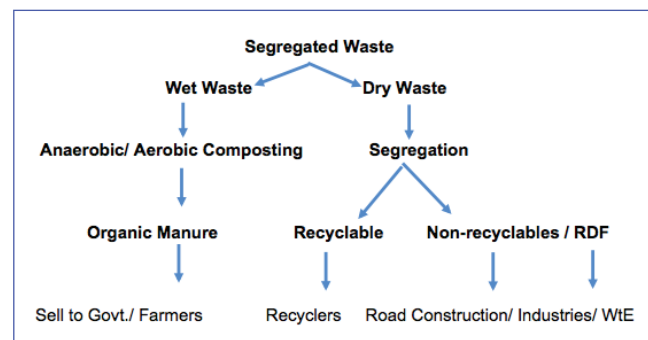 Segregated Waste
Wet Waste Dry Waste
Anaerobic/ Aerobic Composting Segregation
Organic Manure Recyclable Non-recyclables / RDF
Sell to Govt./ Farmers Recyclers Road Construction/ Industries/ WtE